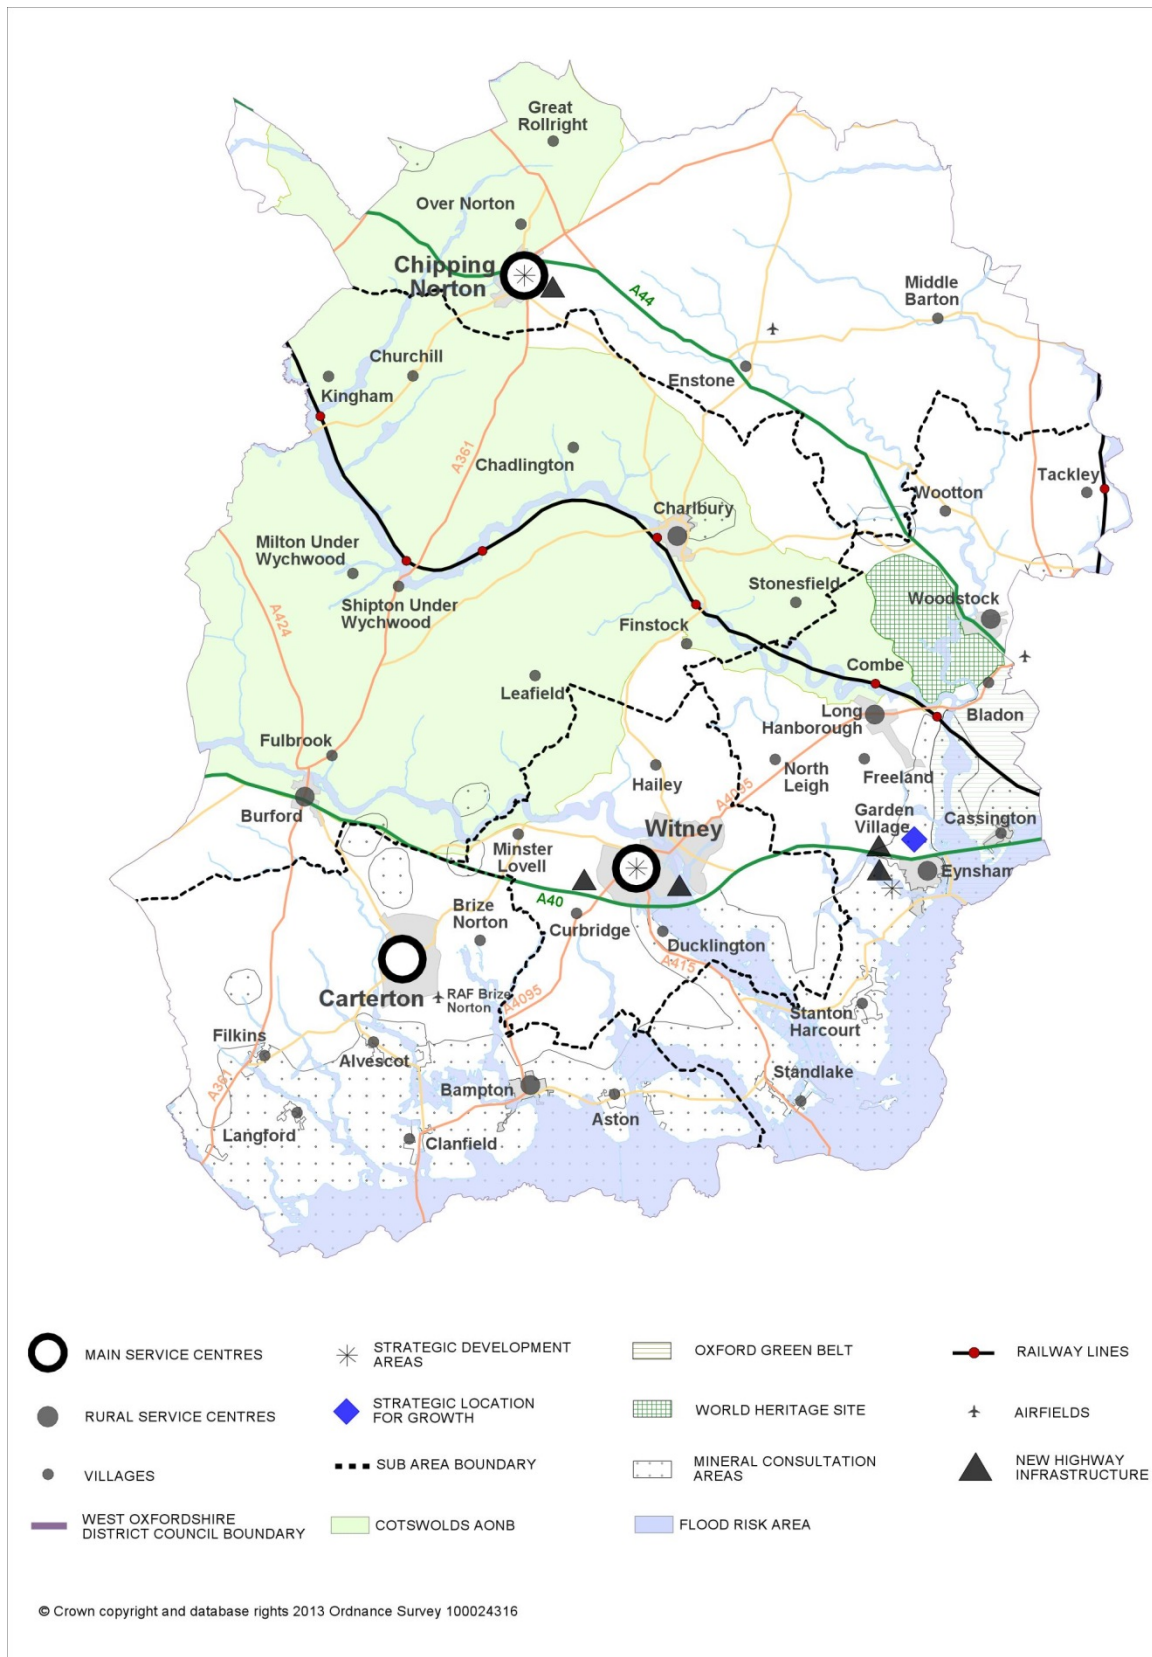 Great
Rollright
Over Norton
Chipping
Norton
A44
Middle
Barton
Churchill
Kingham
Enstone
A361
Chadlington
Tackley
Wootton
Charlbury
Milton Under
Wychwood
Stonesfield
Woodstock
Shipton Under
Wychwood
A424
Finstock
Combe
Leafield
Long
Hanborough
Bladon
Fulbrook
Hailey
North
Leigh
Freeland
A4095
Garden
Village
Cassington
Burford
Witney
Minster
Lovell
Eynsham
A40
Brize
Norton
Curbridge
Ducklington
A415
Carterton
RAF Brize
Norton
A4095
Stanton
Harcourt
Filkins
Alvescot
Standlake
A361
Bampton
Aston
Langford
Clanfield
MAIN SERVICE CENTRES
STRATEGIC DEVELOPMENT
AREAS
OXFORD GREEN BELT
RAILWAY LINES
RURAL SERVICE CENTRES
STRATEGIC LOCATION
FOR GROWTH
WORLD HERITAGE SITE
AIRFIELDS
VILLAGES
SUB AREA BOUNDARY
MINERAL CONSULTATION
AREAS
NEW HIGHWAY
INFRASTRUCTURE
WEST OXFORDSHIRE
DISTRICT COUNCIL BOUNDARY
COTSWOLDS AONB
FLOOD RISK AREA
© Crown copyright and database rights 2013 Ordnance Survey 100024316